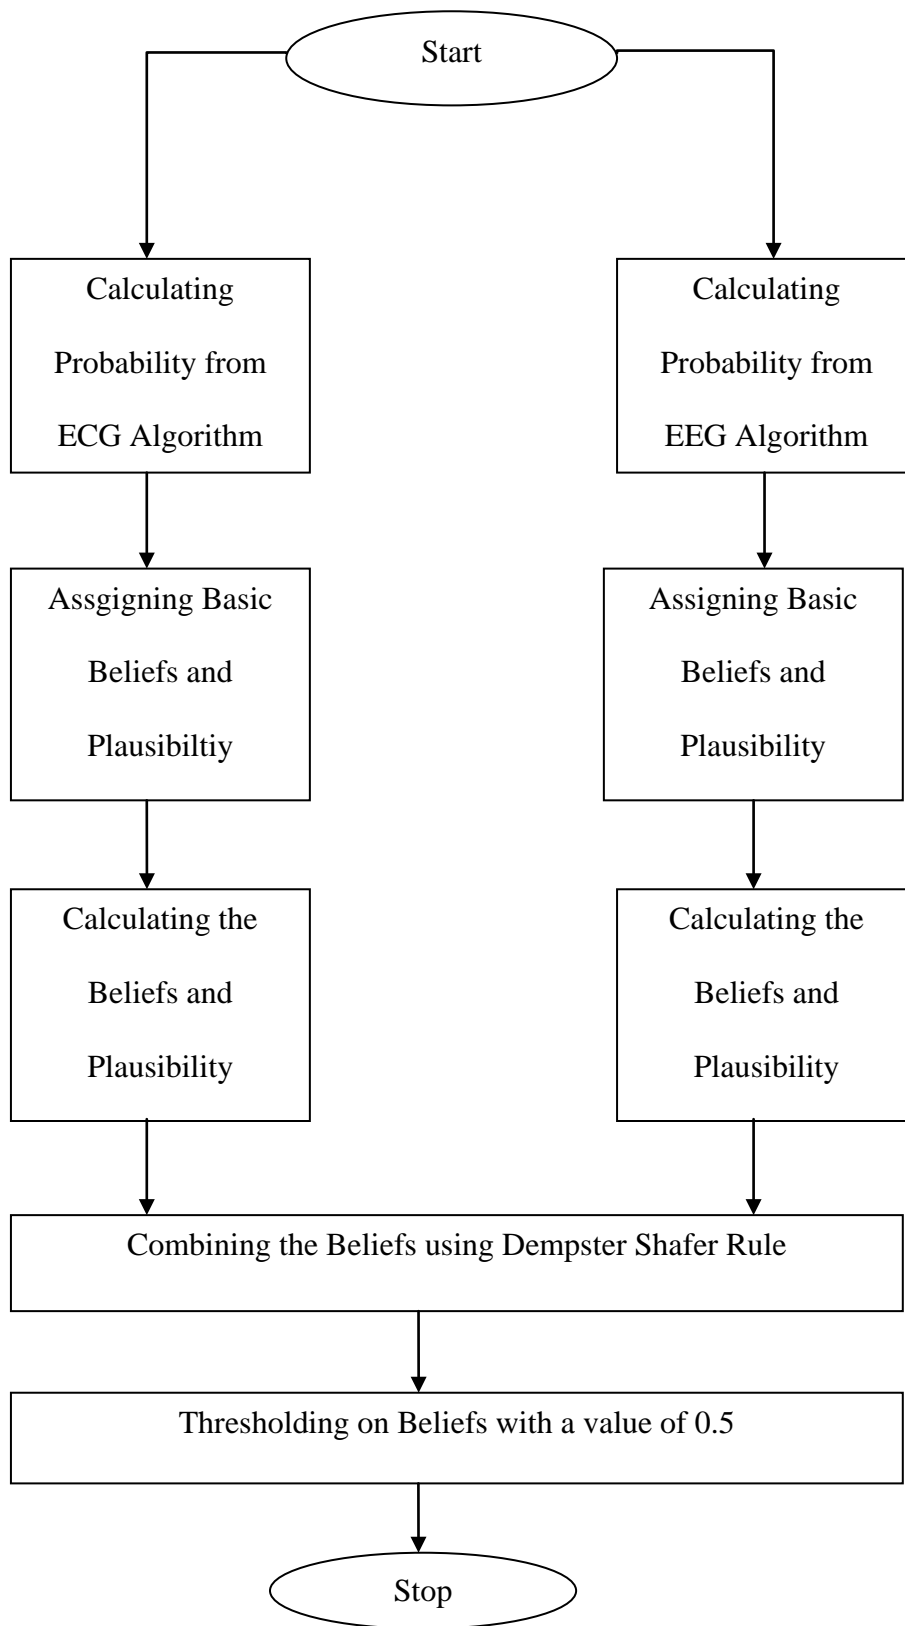 Start
Calculating
Probability from
ECG Algorithm
Calculating
Probability from
EEG Algorithm
Assgigning Basic
Beliefs and
Plausibiltiy
Assigning Basic
Beliefs and
Plausibility
Calculating the
Beliefs and
Plausibility
Calculating the
Beliefs and
Plausibility
Combining the Beliefs using Dempster Shafer Rule
Thresholding on Beliefs with a value of 0.5
Stop